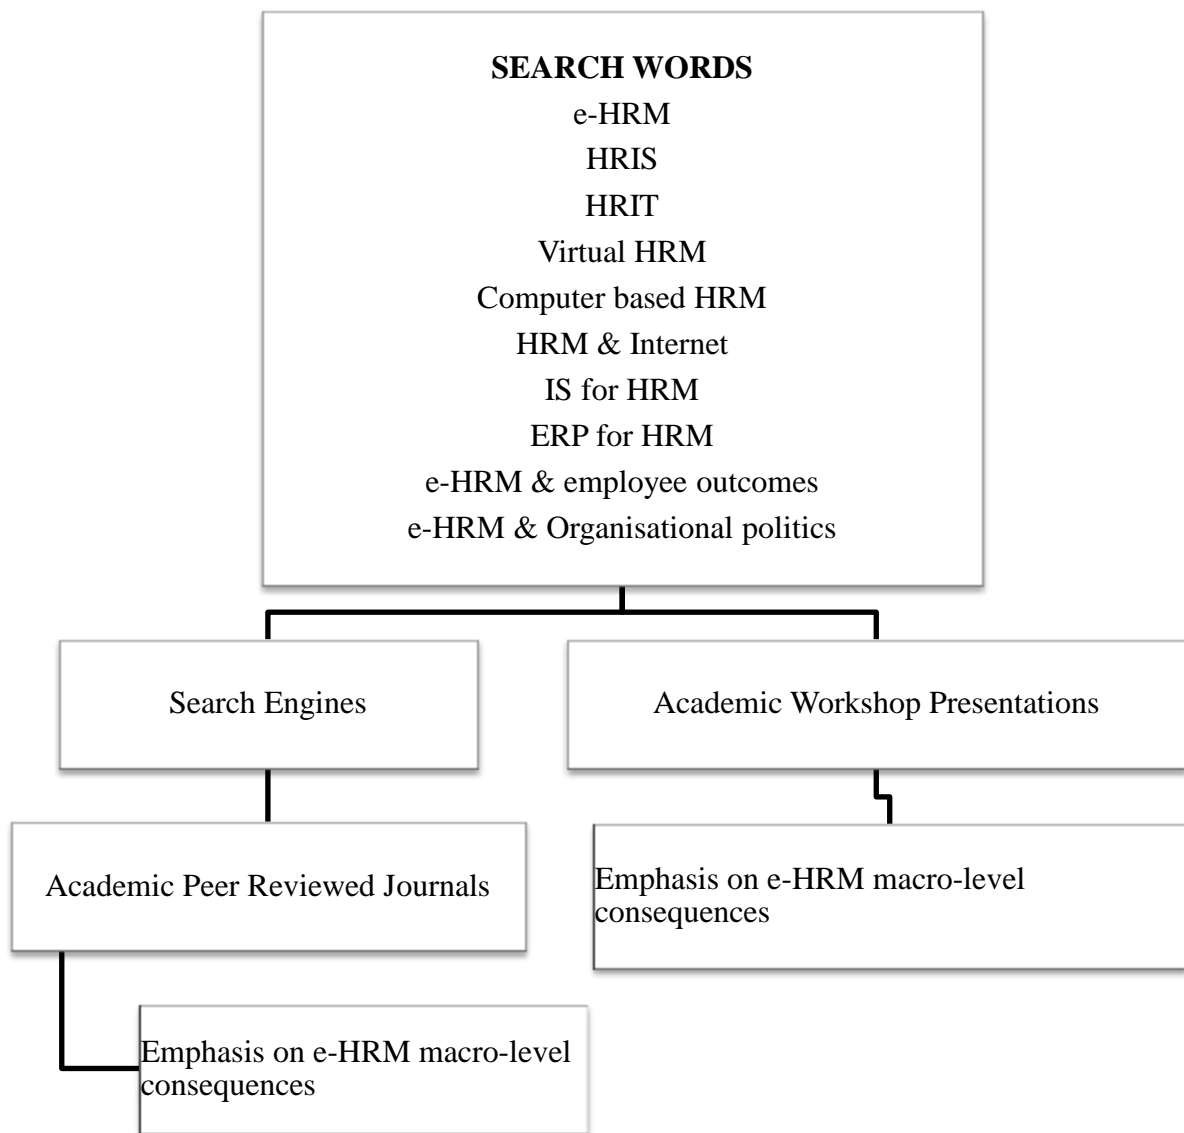 SEARCH WORDS
e-HRM
HRIS
HRIT
Virtual HRM
Computer based HRM
HRM & Internet
IS for HRM
ERP for HRM
e-HRM & employee outcomes
e-HRM & Organisational politics
Search Engines
Academic Workshop Presentations
Academic Peer Reviewed Journals
Emphasis on e-HRM macro-level
consequences
Emphasis on e-HRM macro-level
consequences